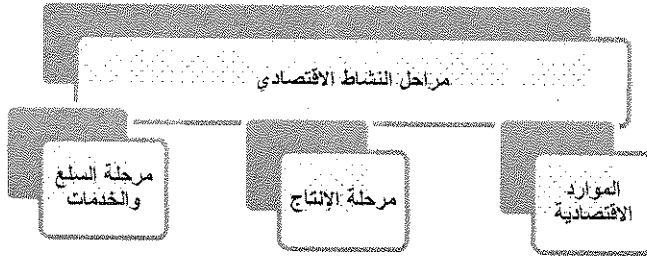 مراحل النشاط الاقتصادي
الموارد
الاقتصادية
مرحلة الإنتاج
مرحلة السلع
والخدمات